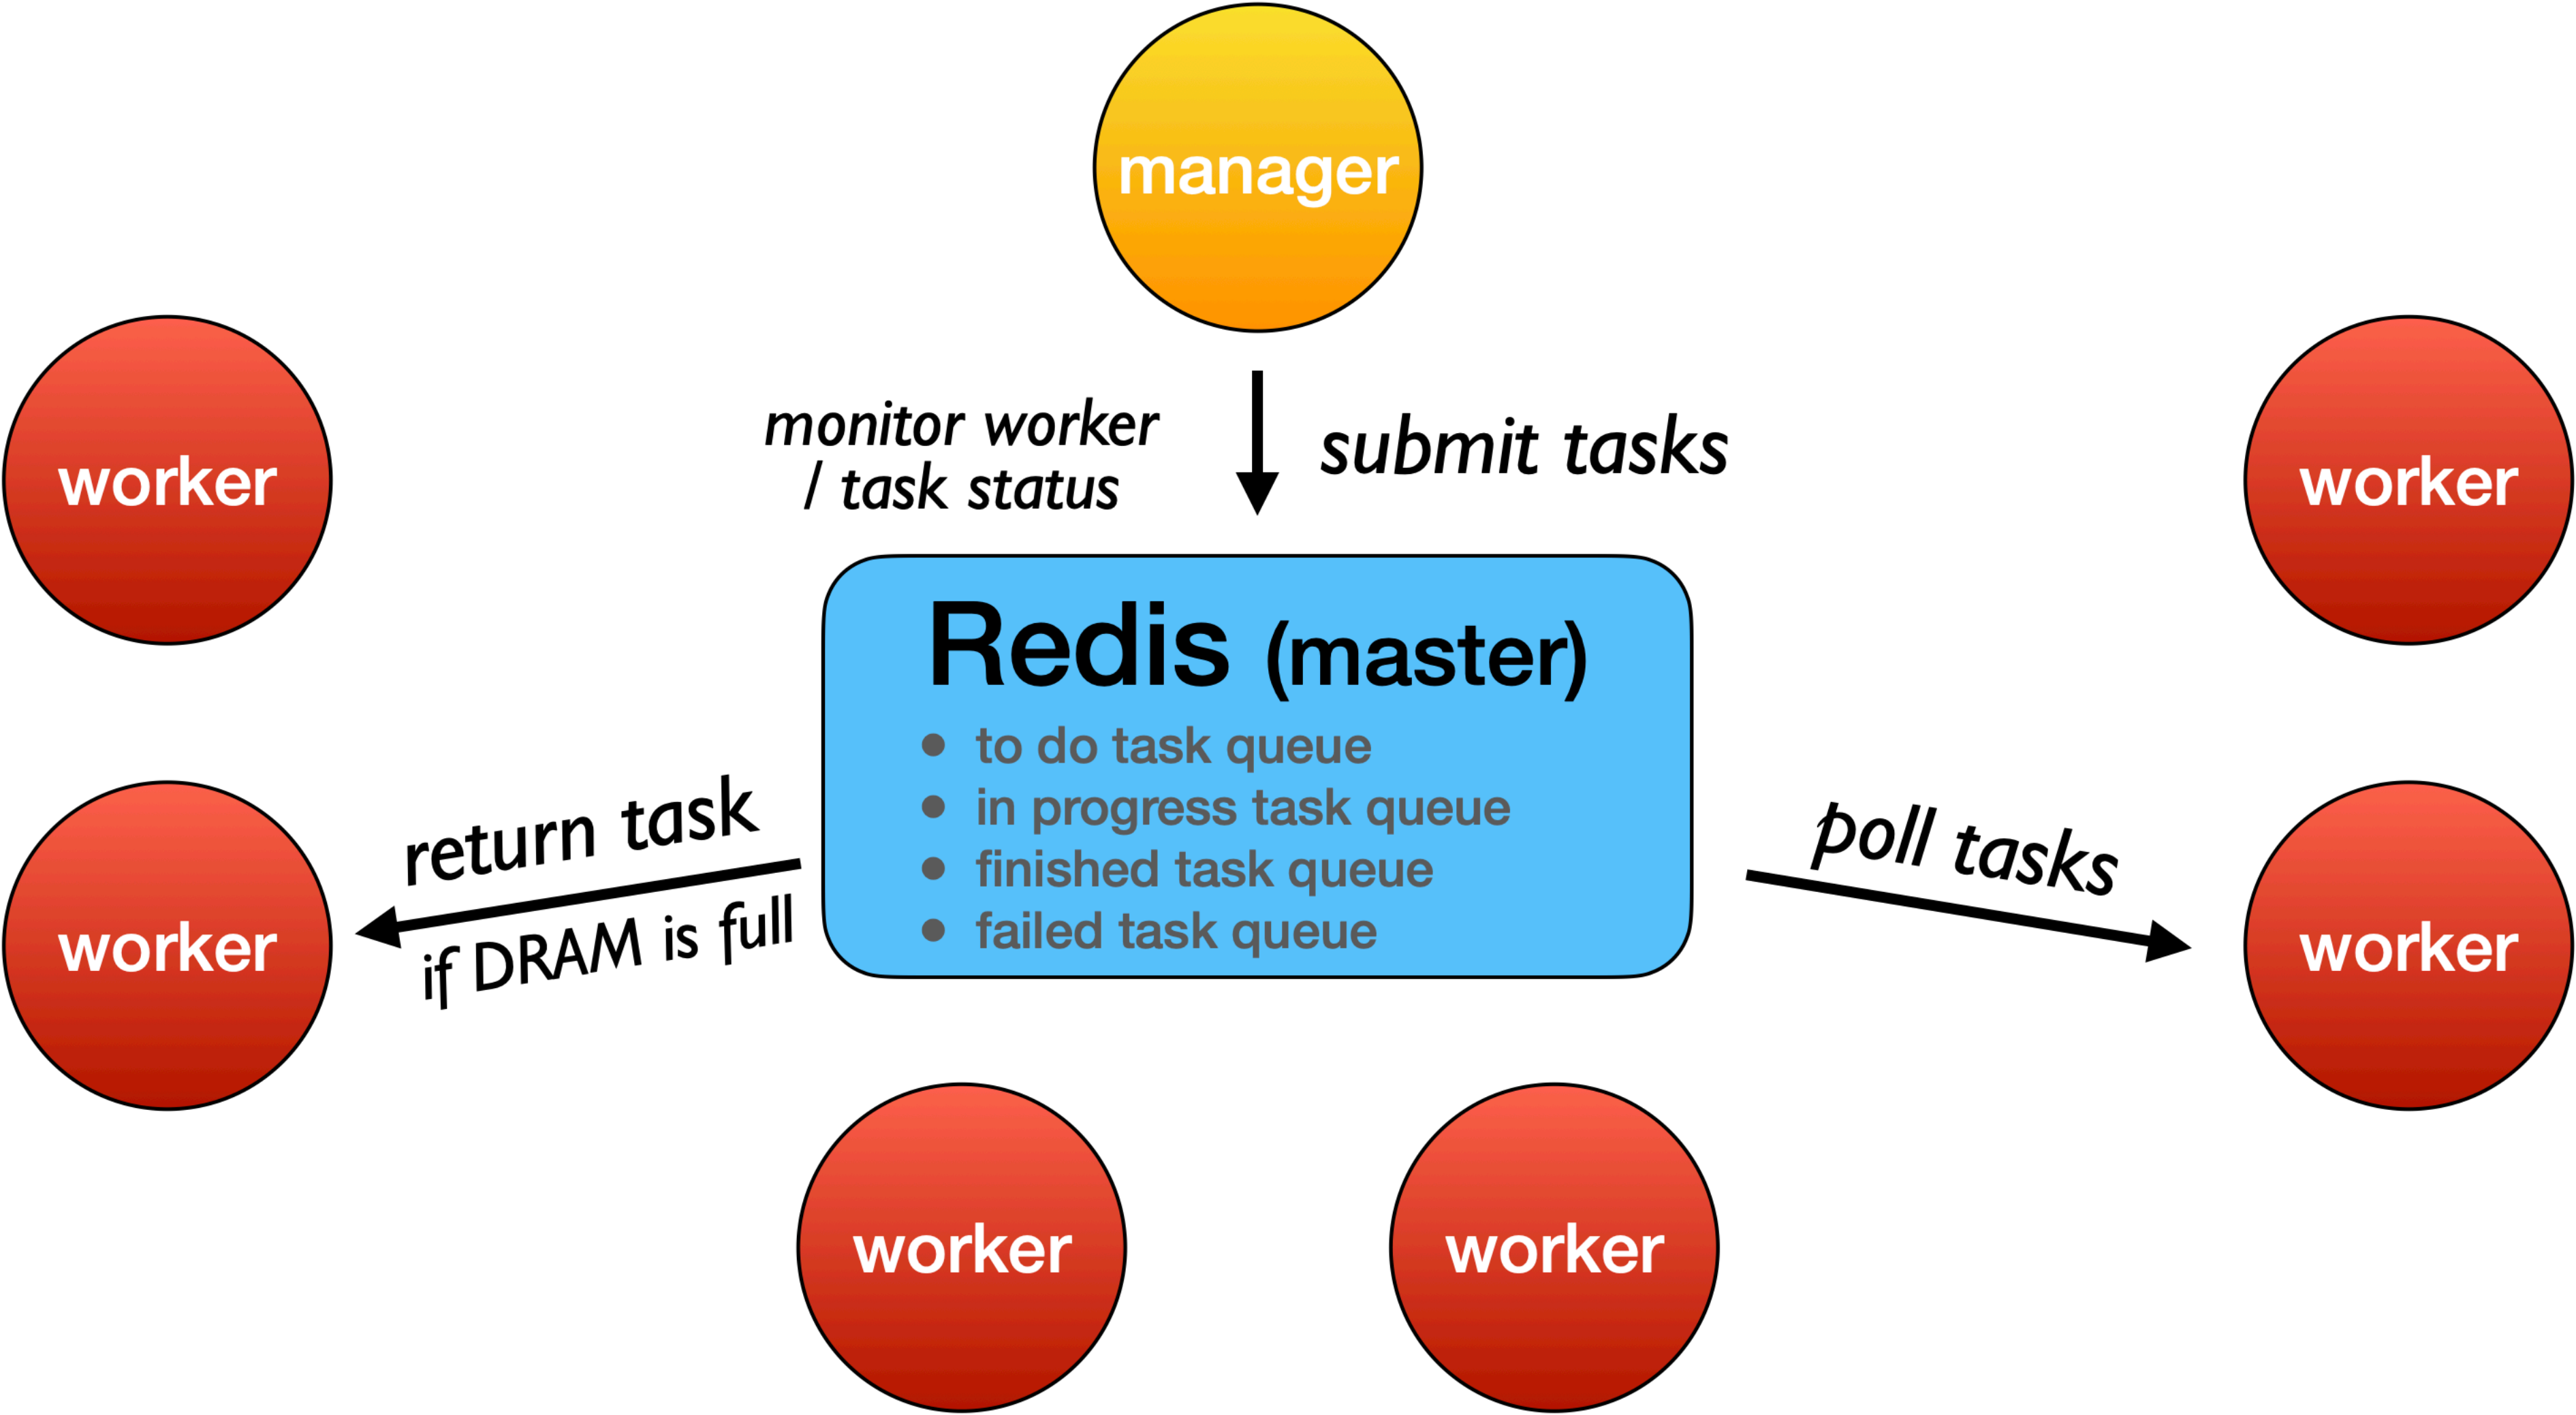 manager
monitor worker
/ task status
submit tasks
worker
worker
Redis (master)
• to do task queue
• in progress task queue
• finished task queue
• failed task queue
return task
if DRAM is full
poll tasks
worker
worker
worker
worker